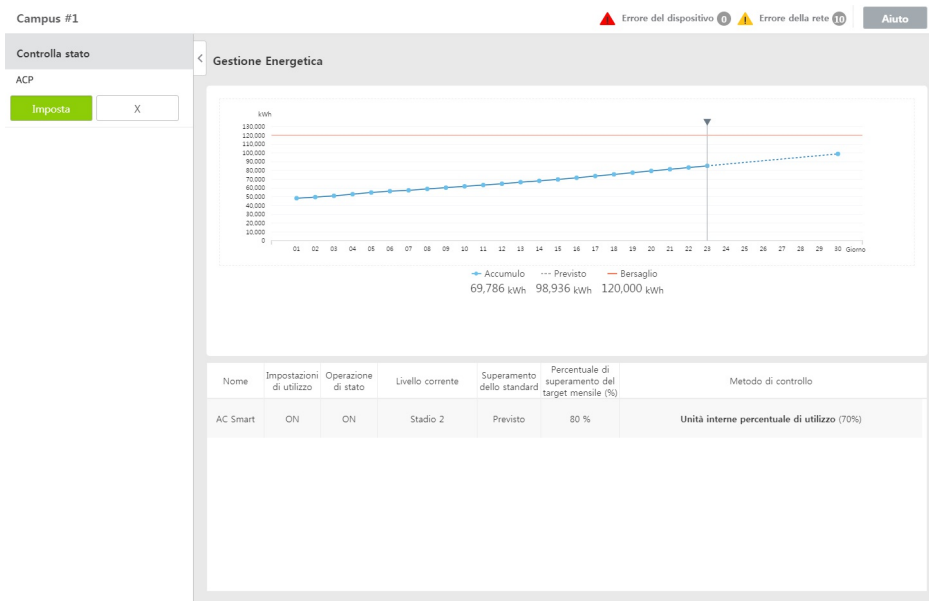 Campus #1
Errore del dispositivo 0
Errore della rete 10
Aiuto
Controlla stato
ACP
Imposta
X
<
Gestione Energetica
kWh
130,000
120,000
110,000
100,000
90,000
80,000
70,000
60,000
50,000
40,000
30,000
20,000
10,000
0
01 02 03 04 05 06 07 08 09 10 11 12 13 14 15 16 17 18 19 20 21 22 23 24 25 26 27 28 29 30 Giorno
Accumulo Previsto Bersaglio
69,786 kWh 98,936 kWh 120,000 kWh
Nome
Impostazioni
di utilizzo
Operazione
di stato
Livello corrente
Superamento
dello standard
Percentuale di
superamento del
target mensile (%)
Metodo di controllo
AC Smart ON ON Stadio 2 Previsto 80 % Unità interne percentuale di utilizzo (70%)